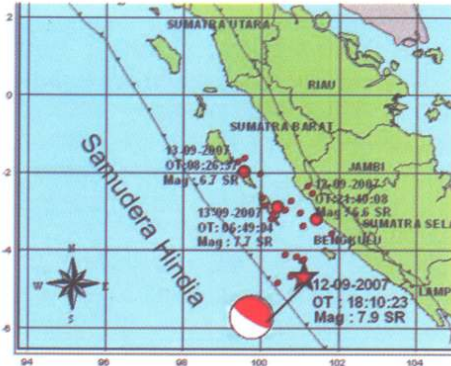 2
SUMATRA UTARA
RIAU
0
SUMATRA BARAT
13-09-2007
OT:08:26:37
Mag : 6.7 SR
JAMBI
-2
12-09-2007
OT:21:49:08
Mag : 6.6 SR
13-09-2007
OT: 06:49:04
Mag : 7.7 SR
SUMATRA SELA
BENGKULU
-4
Samudera Hindia
N
W
E
S
12-09-2007
OT : 18:10:23
Mag : 7.9 SR
LAMP
-6
94
96
98
100
102
104